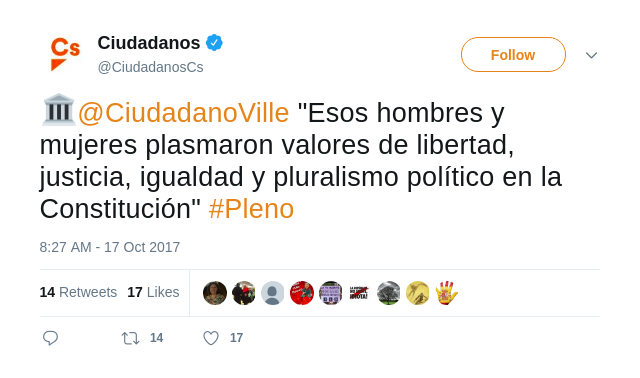 Cs
Ciudadanos
@CiudadanosCs
Follow
@CiudadanoVille "Esos hombres y
mujeres plasmaron valores de libertad,
justicia, igualdad y pluralismo político en la
Constitución" #Pleno
8:27 AM - 17 Oct 2017
14 Retweets 17 Likes
14 17